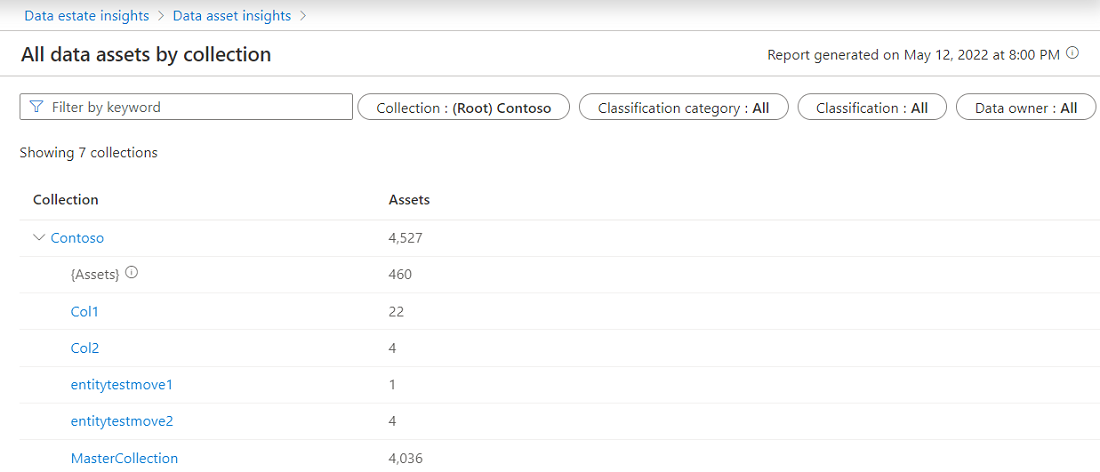 Data estate insights > Data asset insights >
All data assets by collection Report generated on May 12, 2022 at 8:00 PM
Filter by keyword Collection : (Root) Contoso Classification category : All Classification : All Data owner : All
Showing 7 collections
Collection Assets
Contoso 4,527
{Assets} 460
Col1 22
Col2 4
entitytestmove1 1
entitytestmove2 4
MasterCollection 4,036